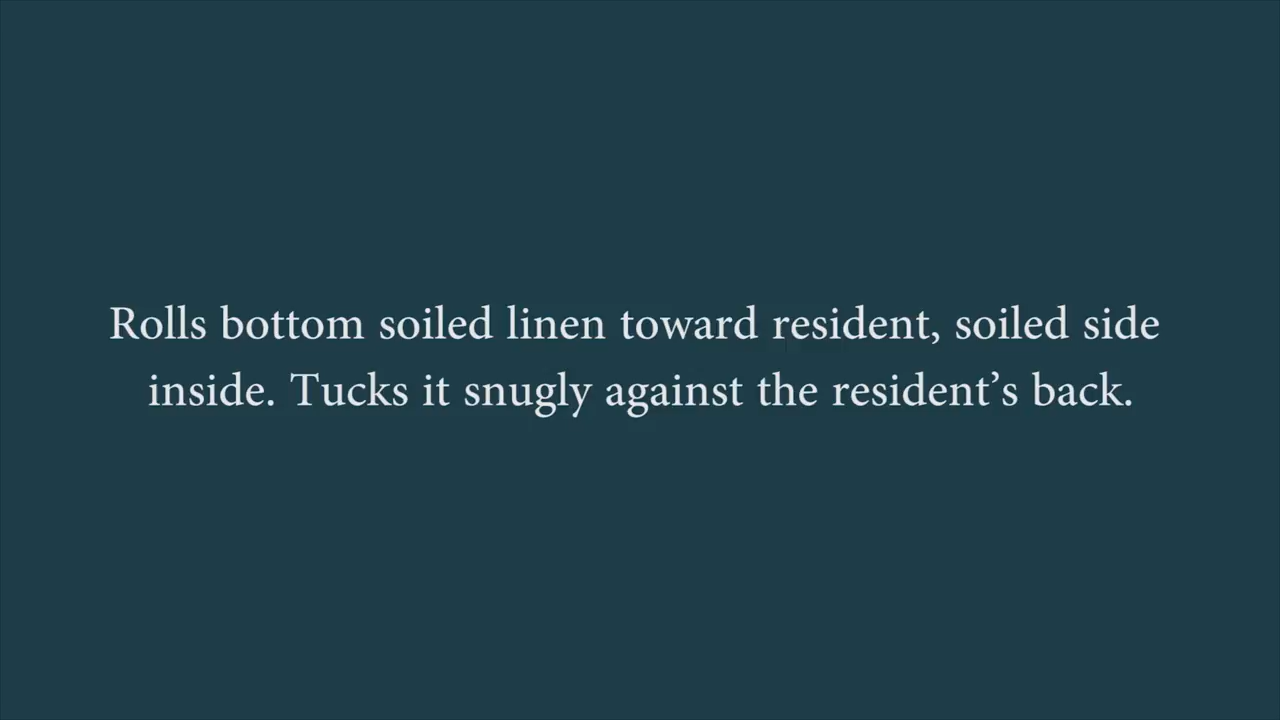 Rolls bottom soiled linen toward resident, soiled side
inside. Tucks it snugly against the resident’s back.